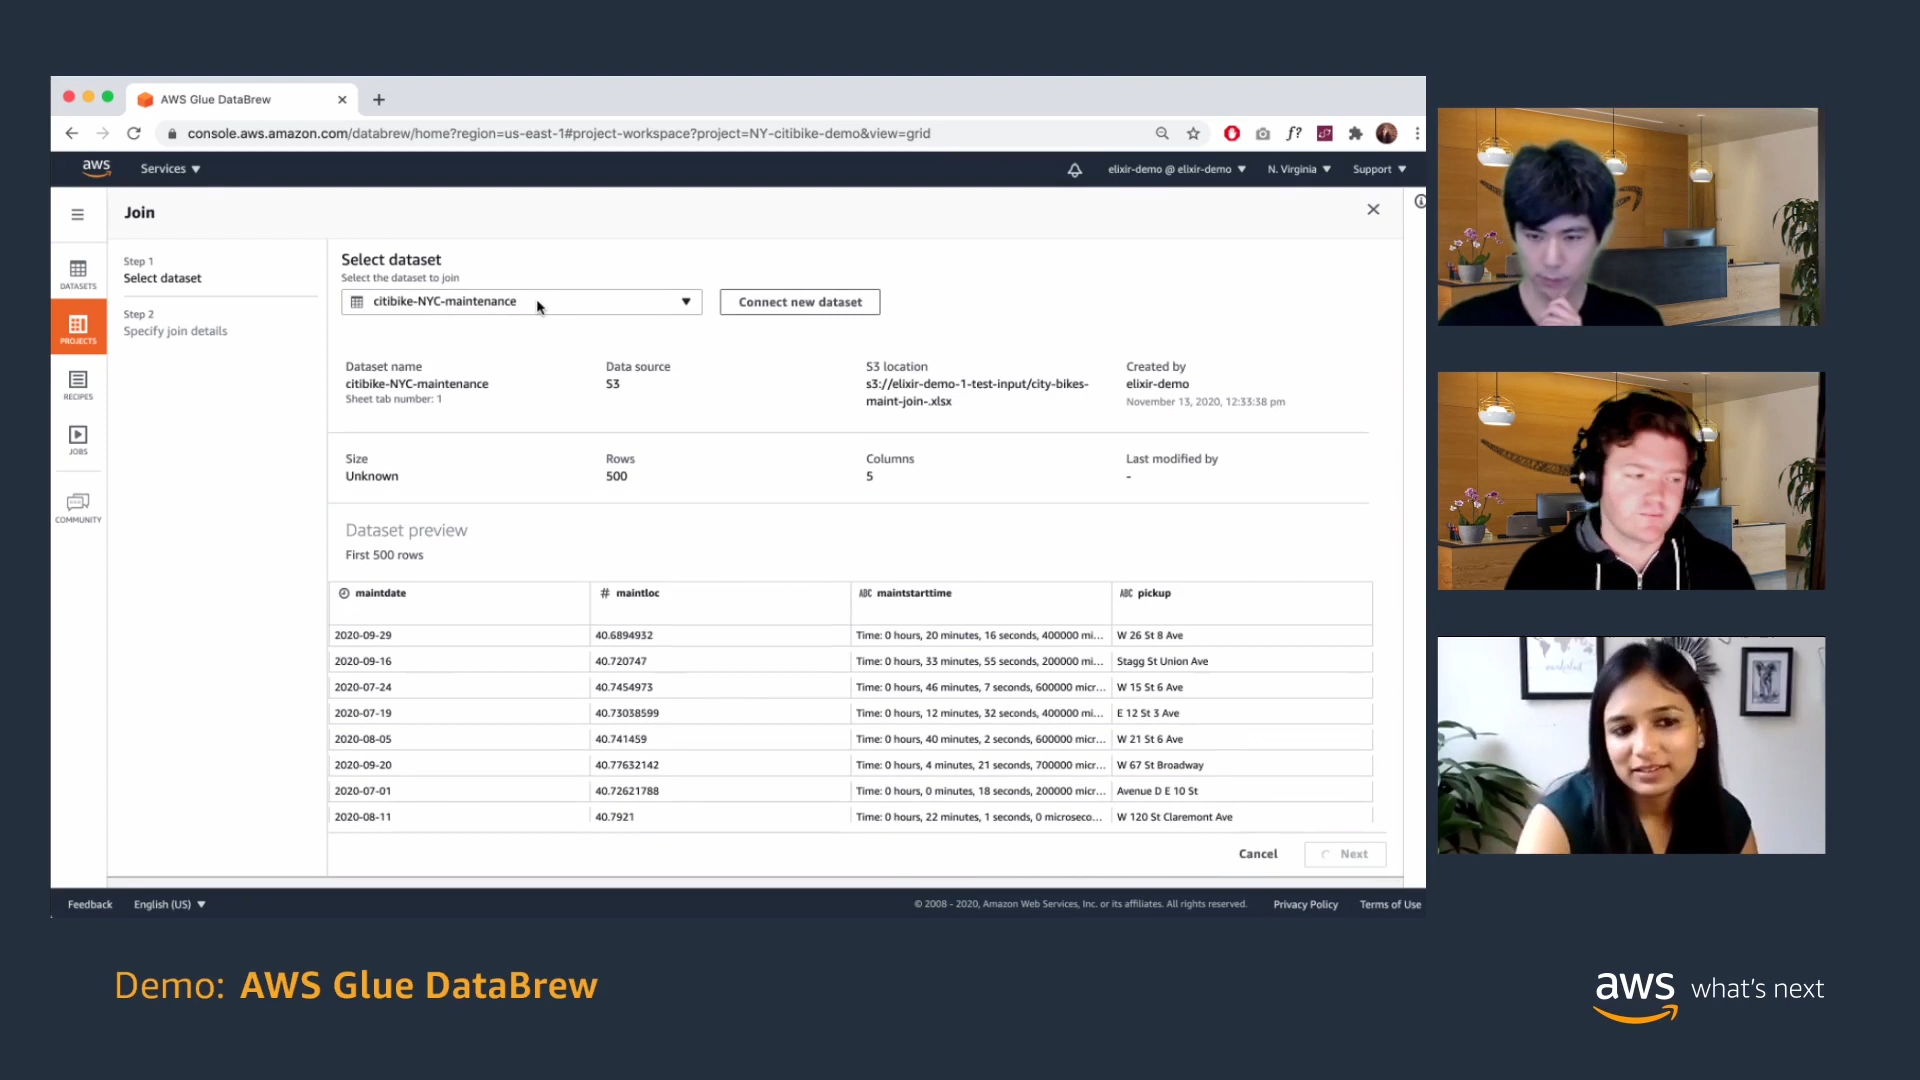 AWS Glue DataBrew
console.aws.amazon.com/databrew/home?region=us-east-1#project-workspace?project=NY-citibike-demo&view=grid
f?
aws
Services
elixir-demo @ elixir-demo
N. Virginia
Support
Join
DATASETS
PROJECTS
RECIPES
JOBS
COMMUNITY
Step 1
Select dataset
Step 2
Specify join details
Select dataset
Select the dataset to join
citibike-NYC-maintenance
Connect new dataset
Dataset name
citibike-NYC-maintenance
Sheet tab number: 1
Data source
S3
S3 location
s3://elixir-demo-1-test-input/city-bikes-
maint-join-.xlsx
Created by
elixir-demo
November 13, 2020, 12:33:38 pm
Size
Unknown
Rows
500
Columns
5
Last modified by
-
Dataset preview
First 500 rows
maintdate # maintloc ABC maintstarttime ABC pickup
2020-09-29 40.6894932 Time: 0 hours, 20 minutes, 16 seconds, 400000 mi... W 26 St 8 Ave
2020-09-16 40.720747 Time: 0 hours, 33 minutes, 55 seconds, 200000 mi... Stagg St Union Ave
2020-07-24 40.7454973 Time: 0 hours, 46 minutes, 7 seconds, 600000 micr... W 15 St 6 Ave
2020-07-19 40.73038599 Time: 0 hours, 12 minutes, 32 seconds, 400000 mi... E 12 St 3 Ave
2020-08-05 40.741459 Time: 0 hours, 40 minutes, 2 seconds, 600000 micr... W 21 St 6 Ave
2020-09-20 40.77632142 Time: 0 hours, 4 minutes, 21 seconds, 700000 micr... W 67 St Broadway
2020-07-01 40.72621788 Time: 0 hours, 0 minutes, 18 seconds, 200000 micr... Avenue D E 10 St
2020-08-11 40.7921 Time: 0 hours, 22 minutes, 1 seconds, 0 microseco... W 120 St Claremont Ave
Cancel
Next
Feedback
English (US)
© 2008 - 2020, Amazon Web Services, Inc. or its affiliates. All rights reserved.
Privacy Policy
Terms of Use
Demo: AWS Glue DataBrew
aws what's next